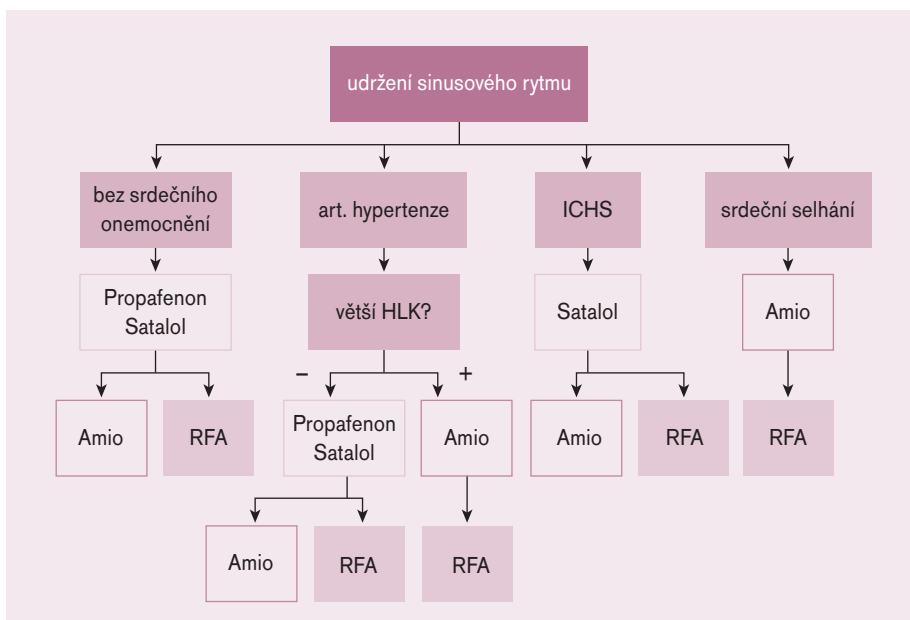 udržení sinusového rytmu
bez srdečního
onemocnění
art. hypertenze
ICHS
srdeční selhání
Propafenon
Satalol
větší HLK?
Satalol
Amio
–
+
Amio
RFA
Propafenon
Satalol
Amio
Amio
RFA
RFA
Amio
RFA
RFA